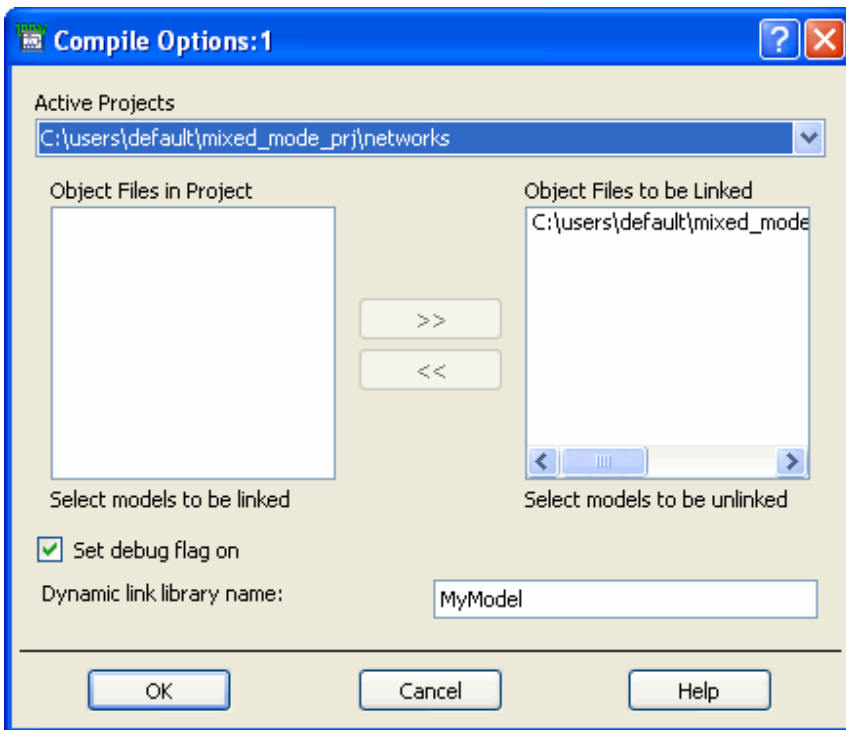 Compile Options:1
Active Projects
C:\users\default\mixed_mode_prj\networks
Object Files in Project
Object Files to be Linked
C:\users\default\mixed_mode
>>
<<
Select models to be linked
Select models to be unlinked
Set debug flag on
Dynamic link library name:
MyModel
OK
Cancel
Help